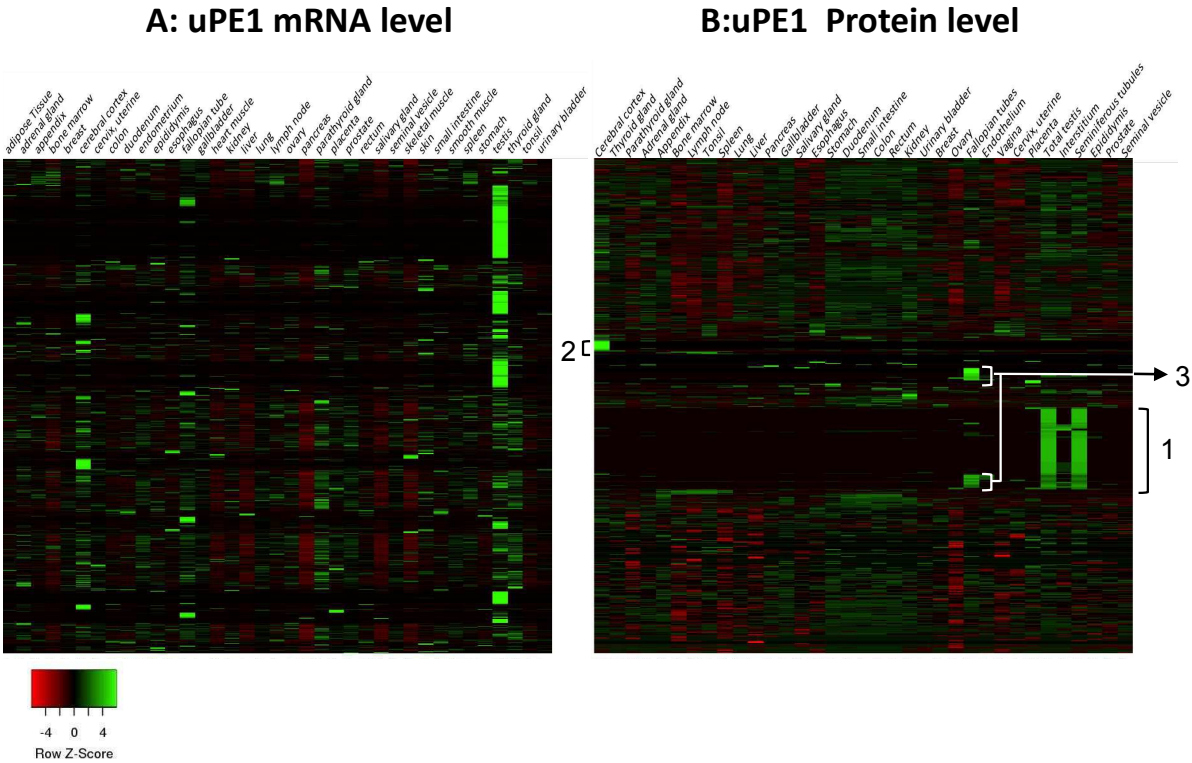 A: uPE1 mRNA level
B:uPE1 Protein level
adipose Tissue
adrenal gland
appendix
bone marrow
breast
cerebral cortex
cervix, uterine
colon
duodenum
endometrium
epididymis
esophagus
fallopian tube
gallbladder
heart muscle
kidney
liver
lung
lymph node
ovary
pancreas
parathyroid gland
placenta
prostate
rectum
salivary gland
seminal vesicle
skeletal muscle
skin
small intestine
smooth muscle
spleen
stomach
testis
thyroid gland
tonsil
urinary bladder
Cerebral cortex
Thyroid gland
Parathyroid gland
Adrenal gland
Appendix
Bone marrow
Lymph node
Tonsil
Spleen
Lung
Liver
Pancreas
Gallbladder
Salivary gland
Esophagus
Stomach
Duodenum
Small intestine
Colon
Rectum
Kidney
Urinary bladder
Breast
Ovary
Fallopian tubes
Endothelium
Vagina
Cervix, uterine
Placenta
Total testis
Interstitium
Seminiferous tubules
Epididymis
Prostate
Seminal vesicle
2
3
1
-4 0 4
Row Z-Score